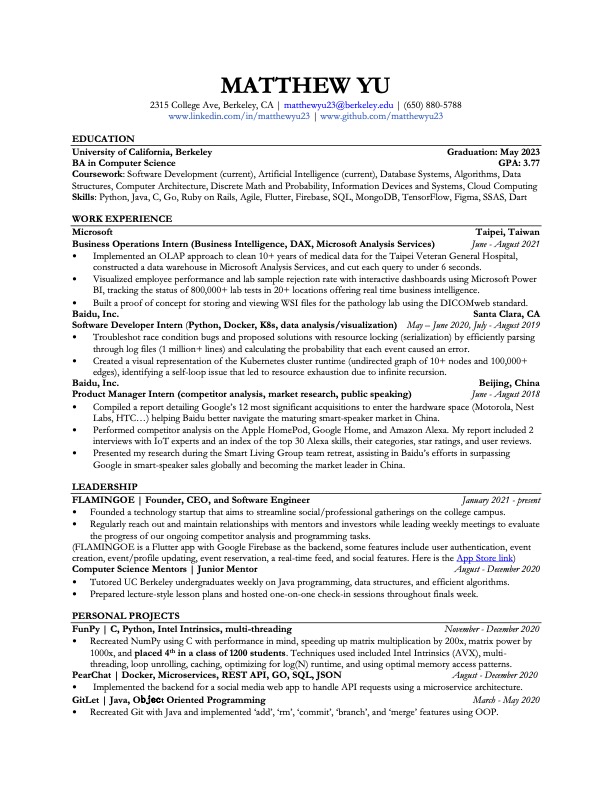 MATTHEW YU
2315 College Ave, Berkeley, CA | matthewyu23@berkeley.edu | (650) 880-5788
www.linkedin.com/in/matthewyu23 | www.github.com/matthewyu23
EDUCATION
University of California, Berkeley Graduation: May 2023
BA in Computer Science GPA: 3.77
Coursework: Software Development (current), Artificial Intelligence (current), Database Systems, Algorithms, Data
Structures, Computer Architecture, Discrete Math and Probability, Information Devices and Systems, Cloud Computing
Skills: Python, Java, C, Go, Ruby on Rails, Agile, Flutter, Firebase, SQL, MongoDB, TensorFlow, Figma, SSAS, Dart
WORK EXPERIENCE
Microsoft Taipei, Taiwan
Business Operations Intern (Business Intelligence, DAX, Microsoft Analysis Services) June - August 2021
• Implemented an OLAP approach to clean 10+ years of medical data for the Taipei Veteran General Hospital,
constructed a data warehouse in Microsoft Analysis Services, and cut each query to under 6 seconds.
• Visualized employee performance and lab sample rejection rate with interactive dashboards using Microsoft Power
BI, tracking the status of 800,000+ lab tests in 20+ locations offering real time business intelligence.
• Built a proof of concept for storing and viewing WSI files for the pathology lab using the DICOMweb standard.
Baidu, Inc. Santa Clara, CA
Software Developer Intern (Python, Docker, K8s, data analysis/visualization) May – June 2020, July - August 2019
• Troubleshot race condition bugs and proposed solutions with resource locking (serialization) by efficiently parsing
through log files (1 million+ lines) and calculating the probability that each event caused an error.
• Created a visual representation of the Kubernetes cluster runtime (undirected graph of 10+ nodes and 100,000+
edges), identifying a self-loop issue that led to resource exhaustion due to infinite recursion.
Baidu, Inc. Beijing, China
Product Manager Intern (competitor analysis, market research, public speaking) June - August 2018
• Compiled a report detailing Google's 12 most significant acquisitions to enter the hardware space (Motorola, Nest
Labs, HTC…) helping Baidu better navigate the maturing smart-speaker market in China.
• Performed competitor analysis on the Apple HomePod, Google Home, and Amazon Alexa. My report included 2
interviews with IoT experts and an index of the top 30 Alexa skills, their categories, star ratings, and user reviews.
• Presented my research during the Smart Living Group team retreat, assisting in Baidu's efforts in surpassing
Google in smart-speaker sales globally and becoming the market leader in China.
LEADERSHIP
FLAMINGOE | Founder, CEO, and Software Engineer January 2021 - present
• Founded a technology startup that aims to streamline social/professional gatherings on the college campus.
• Regularly reach out and maintain relationships with mentors and investors while leading weekly meetings to evaluate
the progress of our ongoing competitor analysis and programming tasks.
(FLAMINGOE is a Flutter app with Google Firebase as the backend, some features include user authentication, event
creation, event/profile updating, event reservation, a real-time feed, and social features. Here is the App Store link)
Computer Science Mentors | Junior Mentor August - December 2020
• Tutored UC Berkeley undergraduates weekly on Java programming, data structures, and efficient algorithms.
• Prepared lecture-style lesson plans and hosted one-on-one check-in sessions throughout finals week.
PERSONAL PROJECTS
FunPy | C, Python, Intel Intrinsics, multi-threading November - December 2020
• Recreated NumPy using C with performance in mind, speeding up matrix multiplication by 200x, matrix power by
1000x, and placed 4th in a class of 1200 students. Techniques used included Intel Intrinsics (AVX), multi-
threading, loop unrolling, caching, optimizing for log(N) runtime, and using optimal memory access patterns.
PearChat | Docker, Microservices, REST API, GO, SQL, JSON August - December 2020
• Implemented the backend for a social media web app to handle API requests using a microservice architecture.
GitLet | Java, Object Oriented Programming March - May 2020
• Recreated Git with Java and implemented 'add', 'rm', 'commit', 'branch', and 'merge' features using OOP.